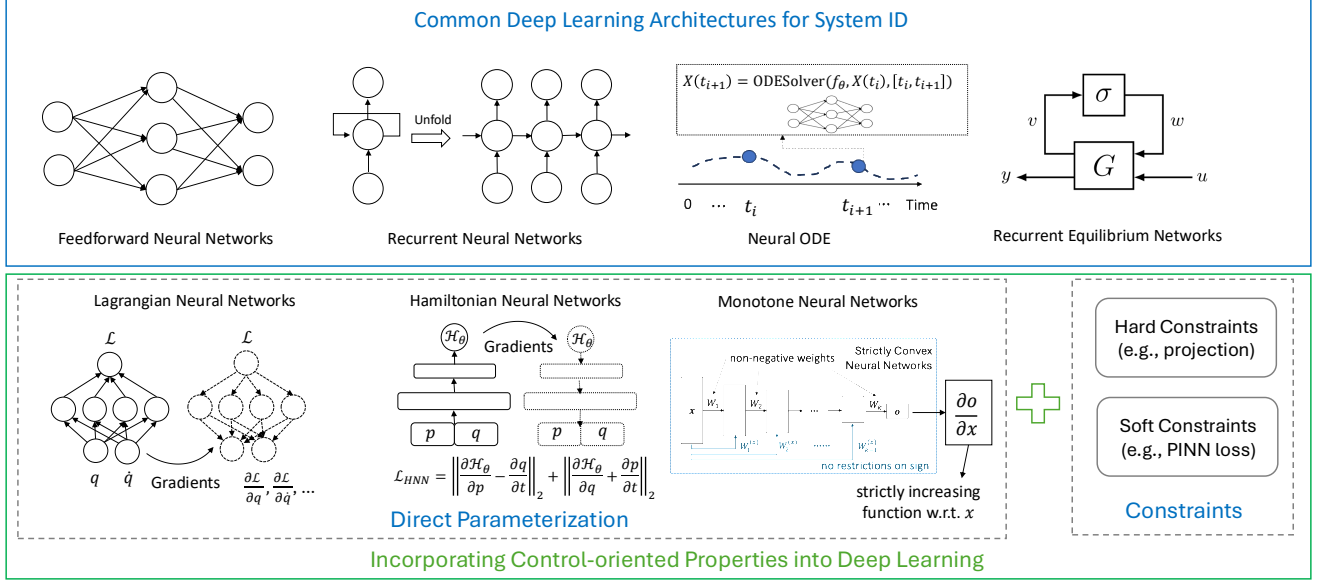 Common Deep Learning Architectures for System ID
Unfold
X(t_{i+1}) = ODESolver(f_θ, X(t_i), [t_i, t_{i+1}])
0 ... t_i t_{i+1} ... Time
σ
v w
G
y u
Feedforward Neural Networks
Recurrent Neural Networks
Neural ODE
Recurrent Equilibrium Networks
Lagrangian Neural Networks
ℒ ℒ
q q̇
Gradients
∂ℒ/∂q, ∂ℒ/∂q̇, ...
Hamiltonian Neural Networks
ℋ_θ ℋ_θ
Gradients
p q p q
ℒ_{HNN} = ‖∂ℋ_θ/∂p − ∂q/∂t‖_2 + ‖∂ℋ_θ/∂q + ∂p/∂t‖_2
Monotone Neural Networks
Strictly Convex
Neural Networks
non-negative weights
x W_1 W_2 ... W_K o
W_1^{(x)} ......
no restrictions on sign
∂o/∂x
strictly increasing
function w.r.t. x
Direct Parameterization
Hard Constraints
(e.g., projection)
Soft Constraints
(e.g., PINN loss)
Constraints
Incorporating Control-oriented Properties into Deep Learning